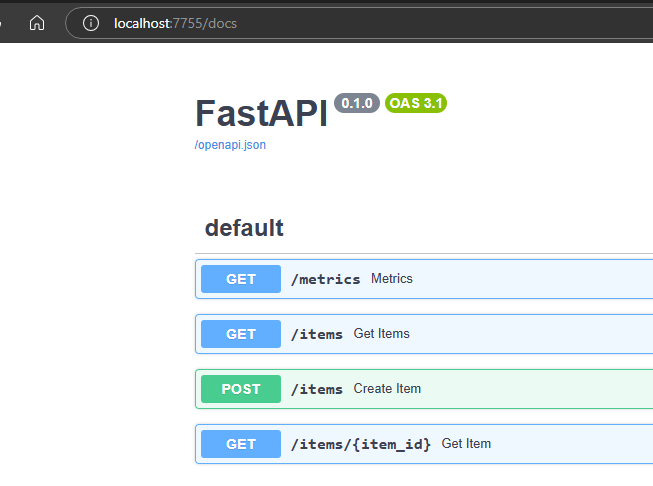 localhost:7755/docs
FastAPI 0.1.0 OAS 3.1
/openapi.json
default
GET /metrics Metrics
GET /items Get Items
POST /items Create Item
GET /items/{item_id} Get Item